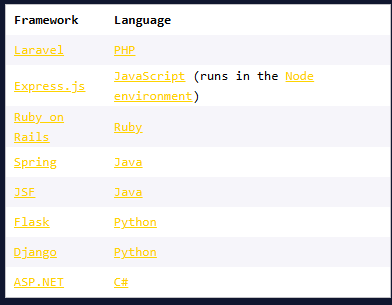 Framework Language
Laravel PHP
Express.js JavaScript (runs in the Node
environment)
Ruby on
Rails Ruby
Spring Java
JSF Java
Flask Python
Django Python
ASP.NET C#